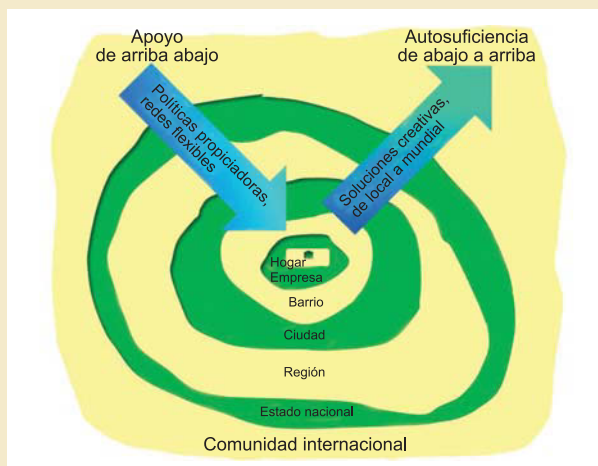 Apoyo
de arriba abajo
Autosuficiencia
de abajo a arriba
Políticas propiciadoras,
redes flexibles
Soluciones creativas,
de local a mundial
Hogar
Empresa
Barrio
Ciudad
Región
Estado nacional
Comunidad internacional